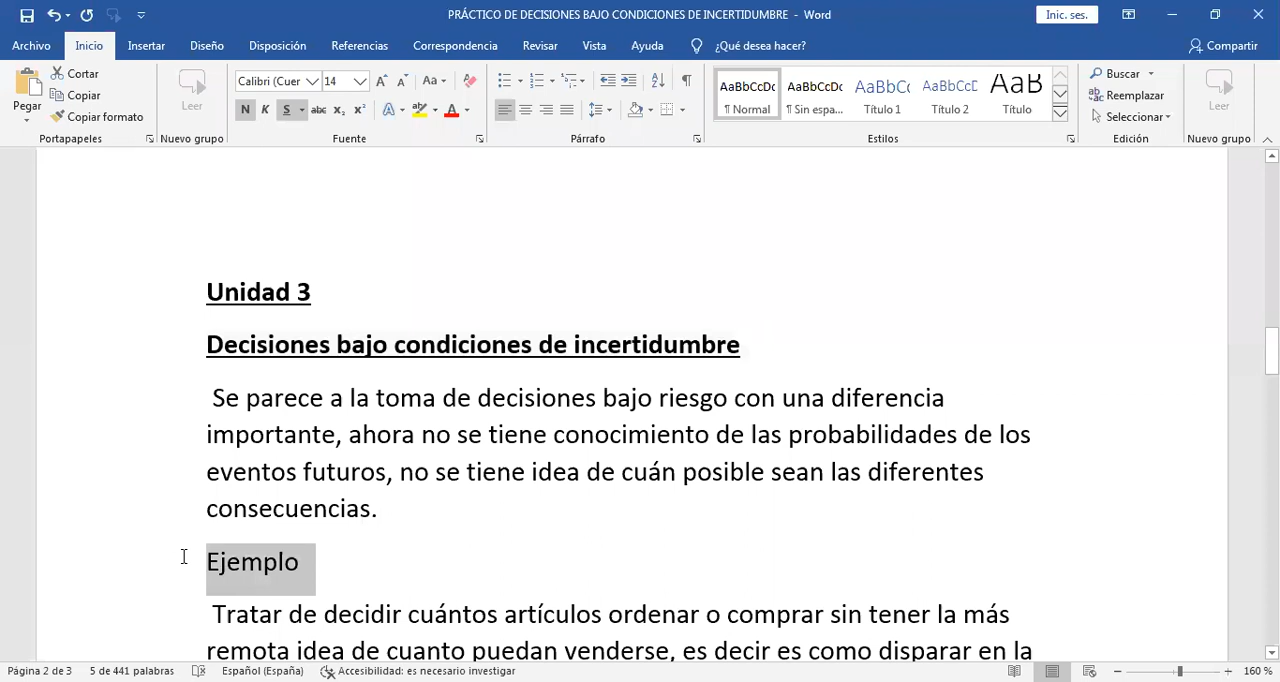 PRÁCTICO DE DECISIONES BAJO CONDICIONES DE INCERTIDUMBRE - Word
Inic. ses.
Archivo Inicio Insertar Diseño Disposición Referencias Correspondencia Revisar Vista Ayuda ¿Qué desea hacer? Compartir
Pegar
Cortar
Copiar
Copiar formato
Portapapeles
Leer
Nuevo grupo
Calibri (Cuer 14
Aa
N K S abc x₂ x²
Fuente
Párrafo
AaBbCcDc AaBbCcDc AaBbCc AaBbCcD AaB
¶ Normal ¶ Sin espa... Título 1 Título 2 Título
Estilos
Buscar
Reemplazar
Seleccionar
Edición
Leer
Nuevo grupo
Unidad 3
Decisiones bajo condiciones de incertidumbre
Se parece a la toma de decisiones bajo riesgo con una diferencia
importante, ahora no se tiene conocimiento de las probabilidades de los
eventos futuros, no se tiene idea de cuán posible sean las diferentes
consecuencias.
Ejemplo
Tratar de decidir cuántos artículos ordenar o comprar sin tener la más
remota idea de cuanto puedan venderse, es decir es como disparar en la
Página 2 de 3 5 de 441 palabras Español (España) Accesibilidad: es necesario investigar 160 %